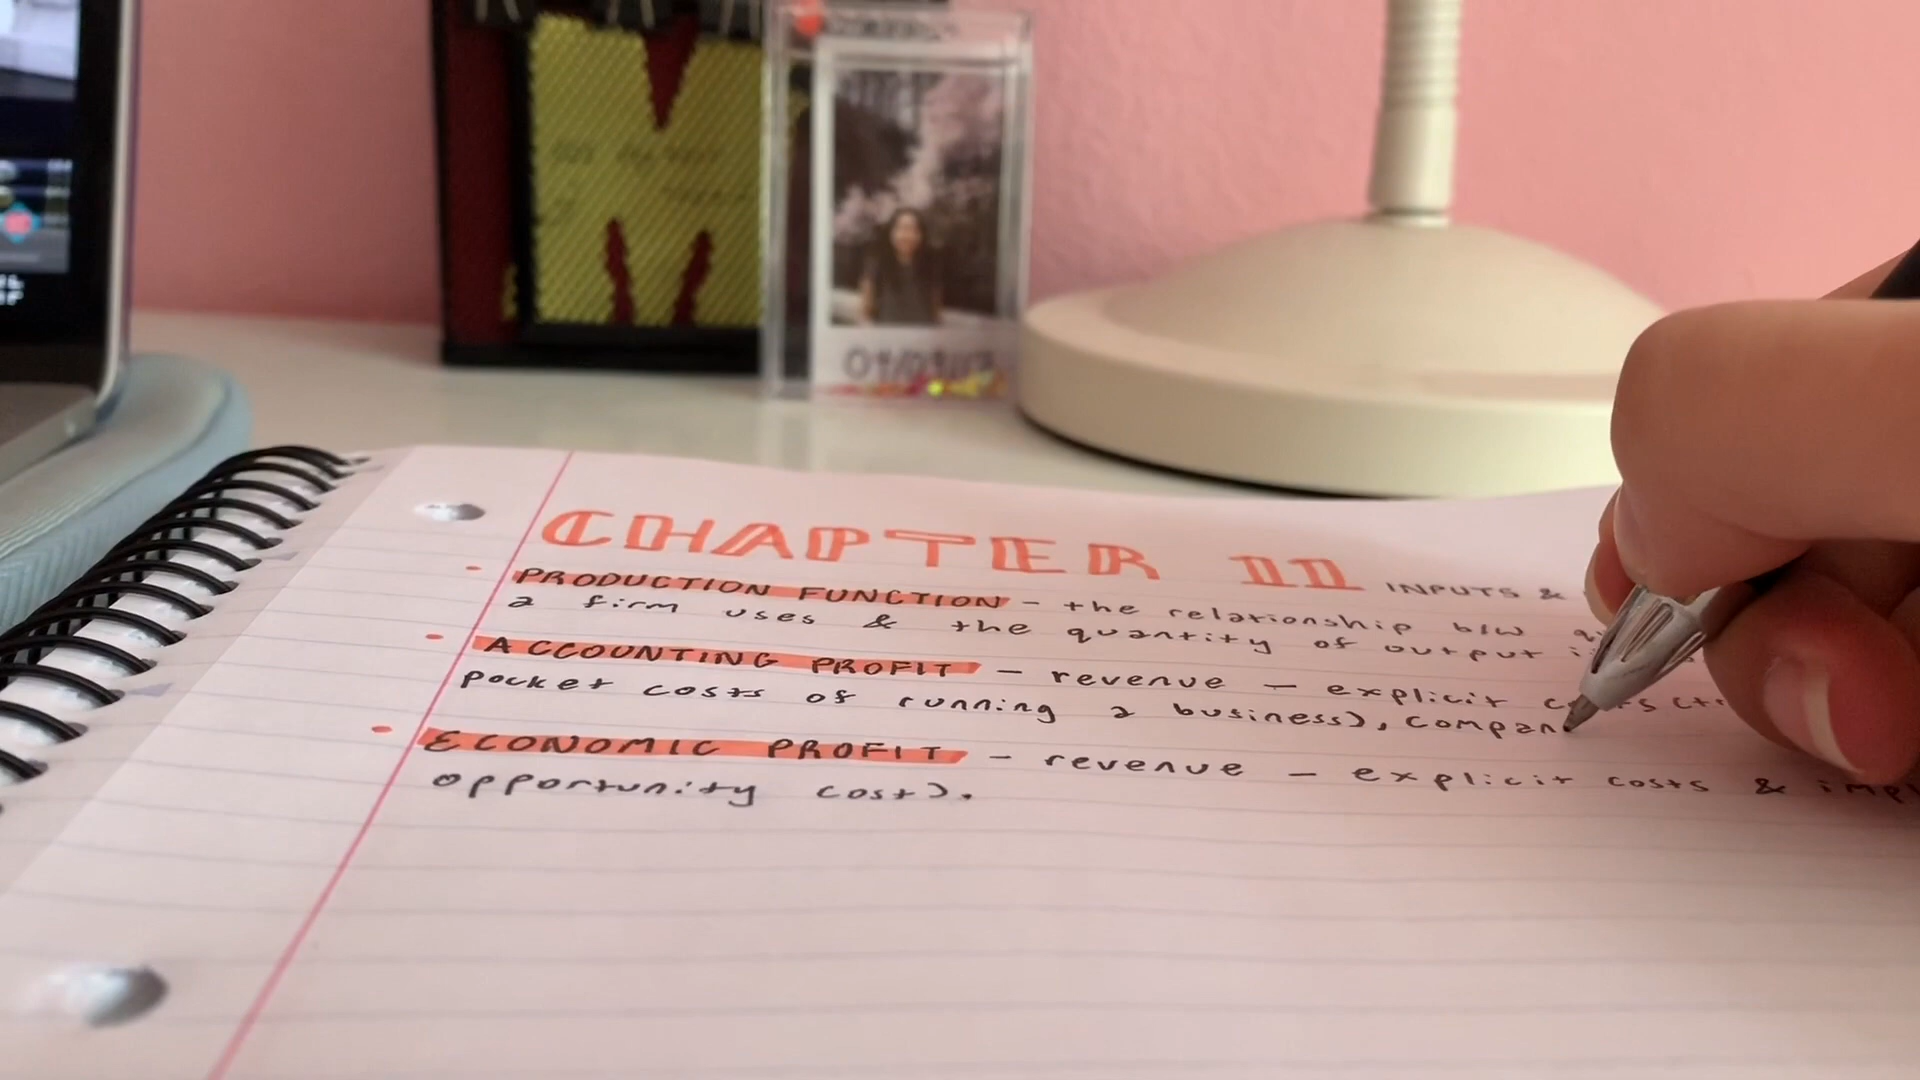 CHAPTER 11 INPUTS &
PRODUCTION FUNCTION - the relationship b/w
a firm uses & the quantity of output
ACCOUNTING PROFIT - revenue - explicit
pocket costs of running a business), compan
ECONOMIC PROFIT - revenue - explicit costs & impl
opportunity cost).